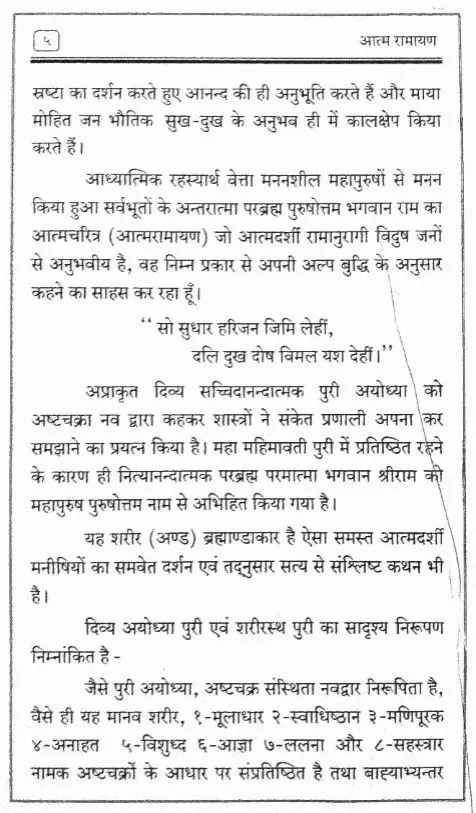 ५ आत्म रामायण
स्रष्टा का दर्शन करते हुए आनन्द की ही अनुभूति करते हैं और माया
मोहित जन भौतिक सुख-दुख के अनुभव ही में कालक्षेप किया
करते हैं।
आध्यात्मिक रहस्यार्थ वेत्ता मननशील महापुरुषों से मनन
किया हुआ सर्वभूतों के अन्तरात्मा परब्रह्म पुरुषोत्तम भगवान राम का
आत्मचरित्र (आत्मरामायण) जो आत्मदर्शी रामानुरागी विदुष जनों
से अनुभवीय है, वह निम्न प्रकार से अपनी अल्प बुद्धि के अनुसार
कहने का साहस कर रहा हूँ।
“ सो सुधार हरिजन जिमि लेहीं,
दलि दुख दोष विमल यश देहीं।”
अप्राकृत दिव्य सच्चिदानन्दात्मक पुरी अयोध्या को
अष्टचक्रा नव द्वारा कहकर शास्त्रों ने संकेत प्रणाली अपना कर
समझाने का प्रयत्न किया है। महा महिमावती पुरी में प्रतिष्ठित रहने
के कारण ही नित्यानन्दात्मक परब्रह्म परमात्मा भगवान श्रीराम को
महापुरुष पुरुषोत्तम नाम से अभिहित किया गया है।
यह शरीर (अण्ड) ब्रह्माण्डाकार है ऐसा समस्त आत्मदर्शी
मनीषियों का समवेत दर्शन एवं तद्नुसार सत्य से संश्लिष्ट कथन भी
है।
दिव्य अयोध्या पुरी एवं शरीरस्थ पुरी का सादृश्य निरूपण
निम्नांकित है -
जैसे पुरी अयोध्या, अष्टचक्र संस्थिता नवद्वार निरूपिता है,
वैसे ही यह मानव शरीर, १-मूलाधार २-स्वाधिष्ठान ३-मणिपूरक
४-अनाहत ५-विशुध्द ६-आज्ञा ७-ललना और ८-सहस्त्रार
नामक अष्टचक्रों के आधार पर संप्रतिष्ठित है तथा बाह्याभ्यन्तर